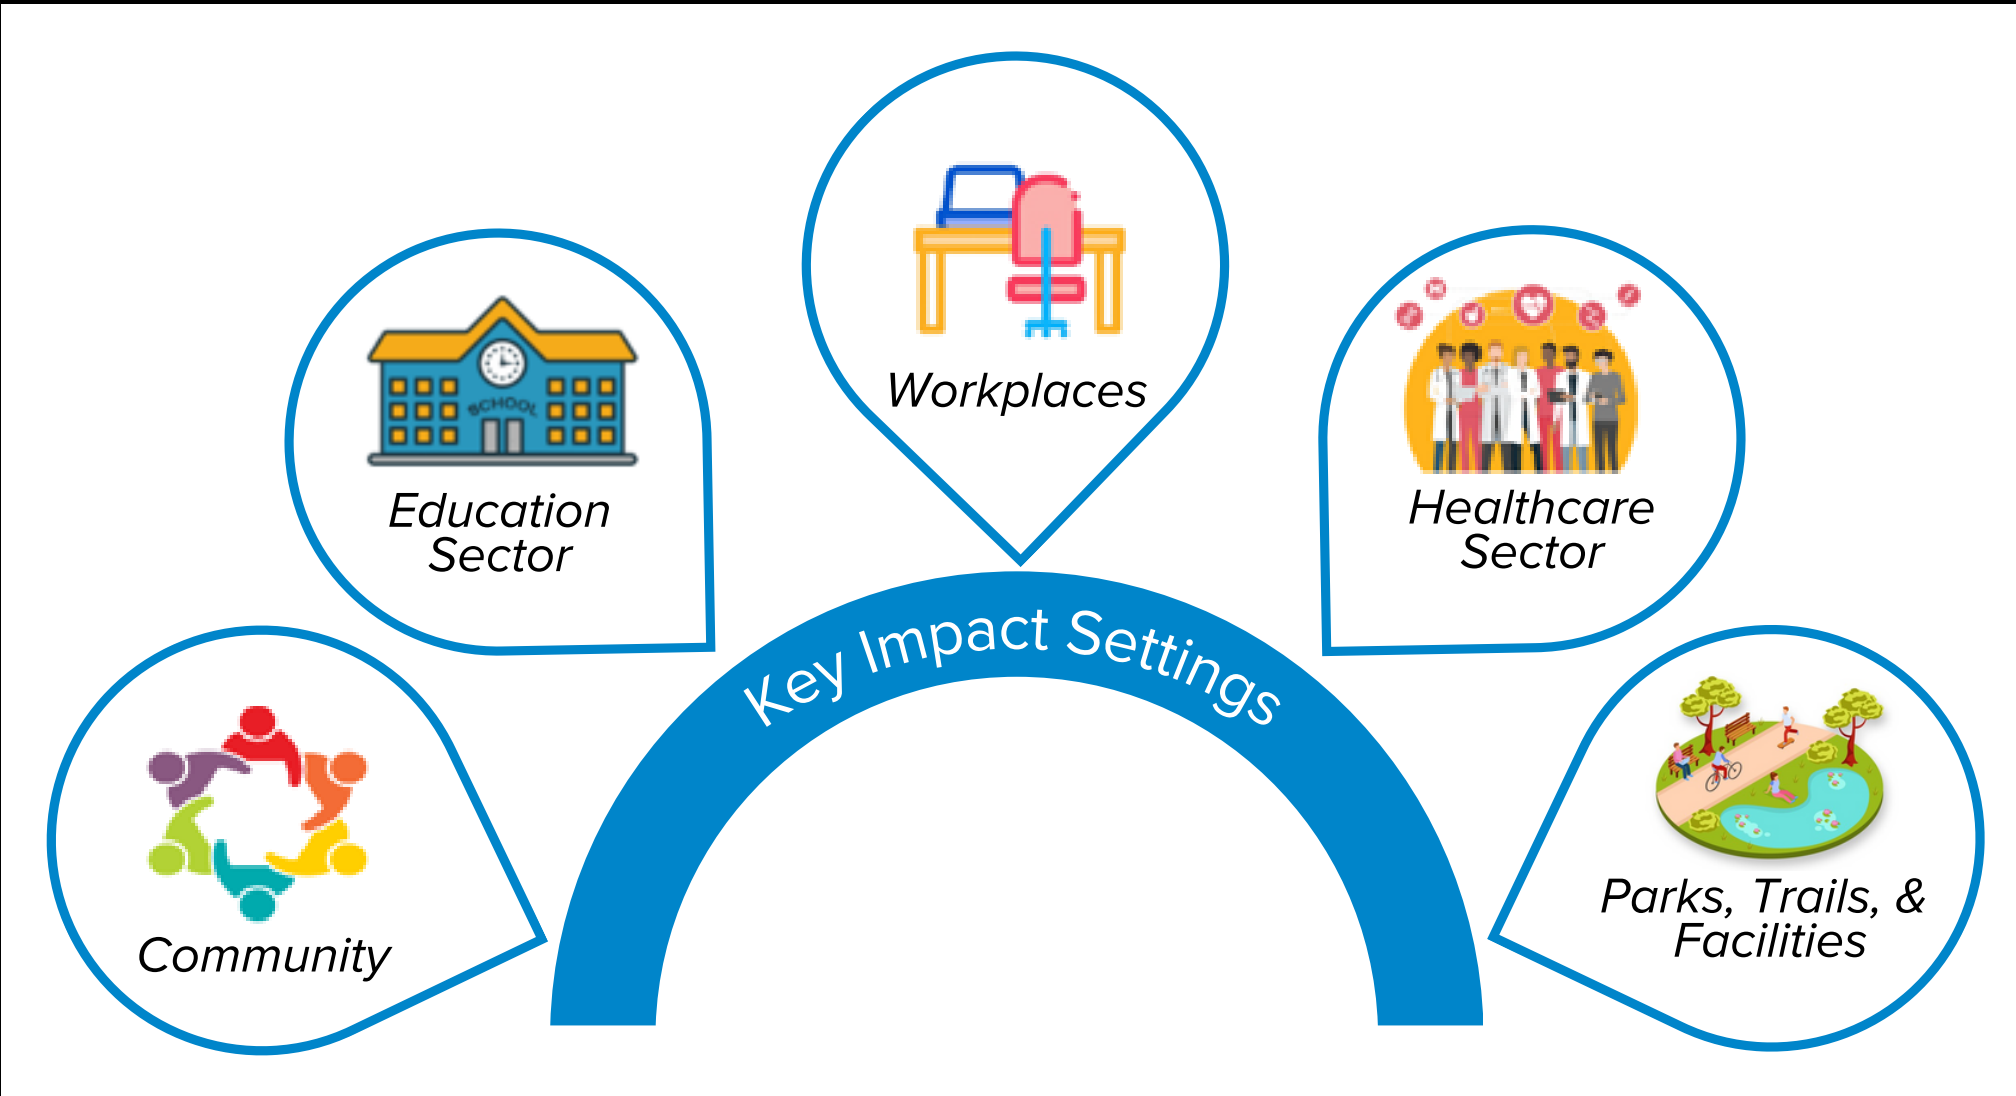 Workplaces
SCHOOL
Education
Sector
Healthcare
Sector
Key Impact Settings
Community
Parks, Trails, &
Facilities